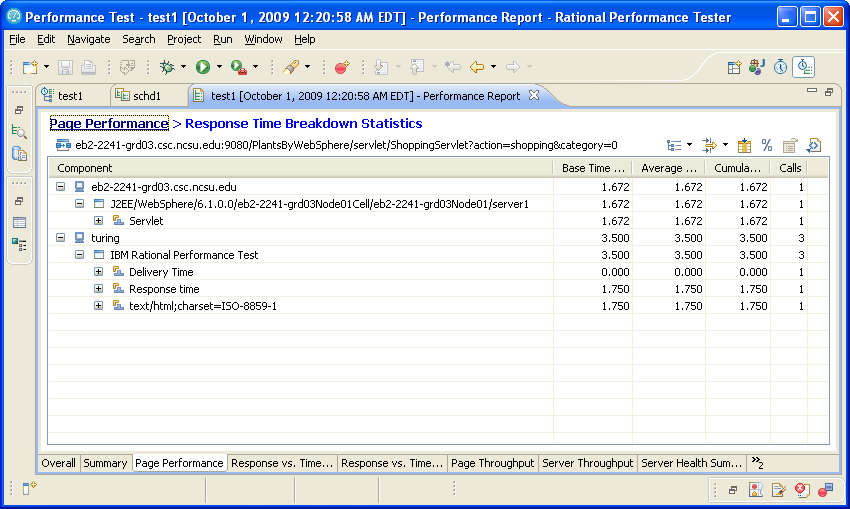 Performance Test - test1 [October 1, 2009 12:20:58 AM EDT] - Performance Report - Rational Performance Tester
File Edit Navigate Search Project Run Window Help
test1 schd1 test1 [October 1, 2009 12:20:58 AM EDT] - Performance Report
Page Performance > Response Time Breakdown Statistics
eb2-2241-grd03.csc.ncsu.edu:9080/PlantsByWebSphere/servlet/ShoppingServlet?action=shopping&category=0 %
Component Base Time ... Average ... Cumula... Calls
eb2-2241-grd03.csc.ncsu.edu 1.672 1.672 1.672 1
J2EE/WebSphere/6.1.0.0/eb2-2241-grd03Node01Cell/eb2-2241-grd03Node01/server1 1.672 1.672 1.672 1
Servlet 1.672 1.672 1.672 1
turing 3.500 3.500 3.500 3
IBM Rational Performance Test 3.500 3.500 3.500 3
Delivery Time 0.000 0.000 0.000 1
Response time 1.750 1.750 1.750 1
text/html;charset=ISO-8859-1 1.750 1.750 1.750 1
Overall Summary Page Performance Response vs. Time... Response vs. Time... Page Throughput Server Throughput Server Health Sum... »2